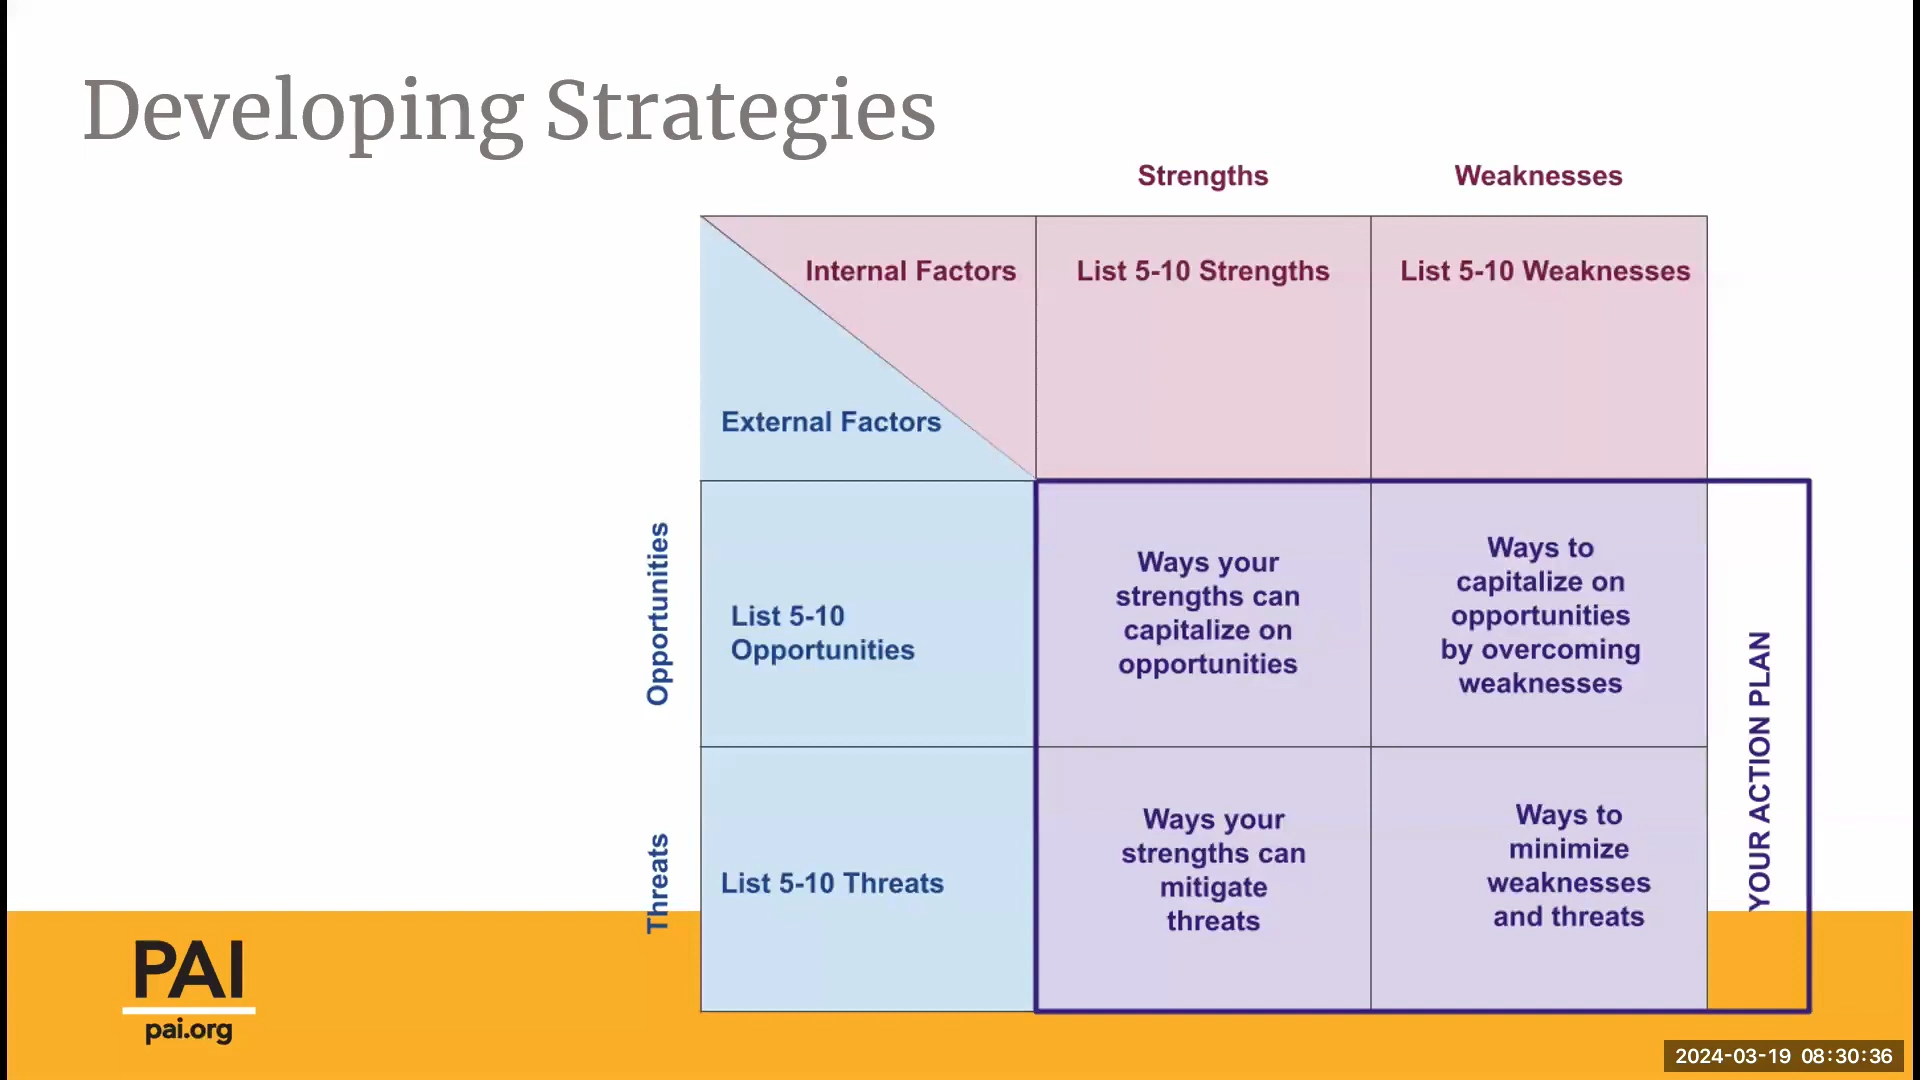 Developing Strategies
Strengths
Weaknesses
Internal Factors
List 5-10 Strengths
List 5-10 Weaknesses
External Factors
Opportunities
List 5-10
Opportunities
Ways your
strengths can
capitalize on
opportunities
Ways to
capitalize on
opportunities
by overcoming
weaknesses
YOUR ACTION PLAN
Threats
List 5-10 Threats
Ways your
strengths can
mitigate
threats
Ways to
minimize
weaknesses
and threats
PAI
pai.org
2024-03-19 08:30:36